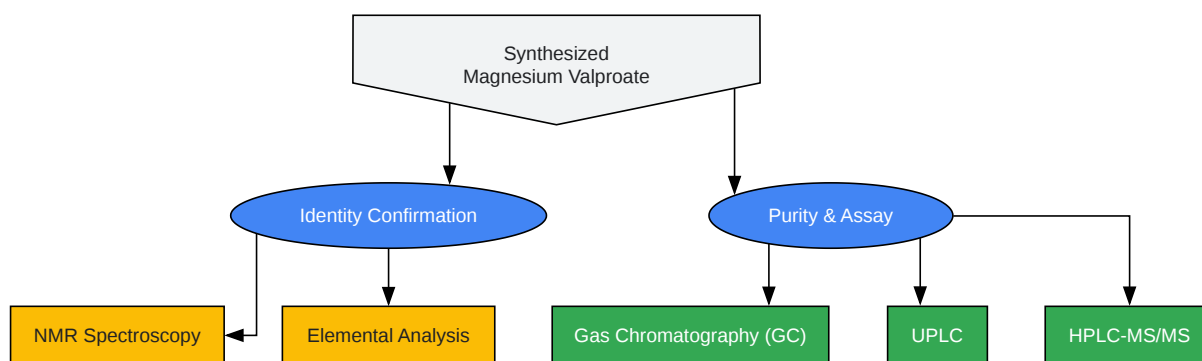 Synthesized
Magnesium Valproate
Identity Confirmation
Purity & Assay
NMR Spectroscopy
Elemental Analysis
Gas Chromatography (GC)
UPLC
HPLC-MS/MS